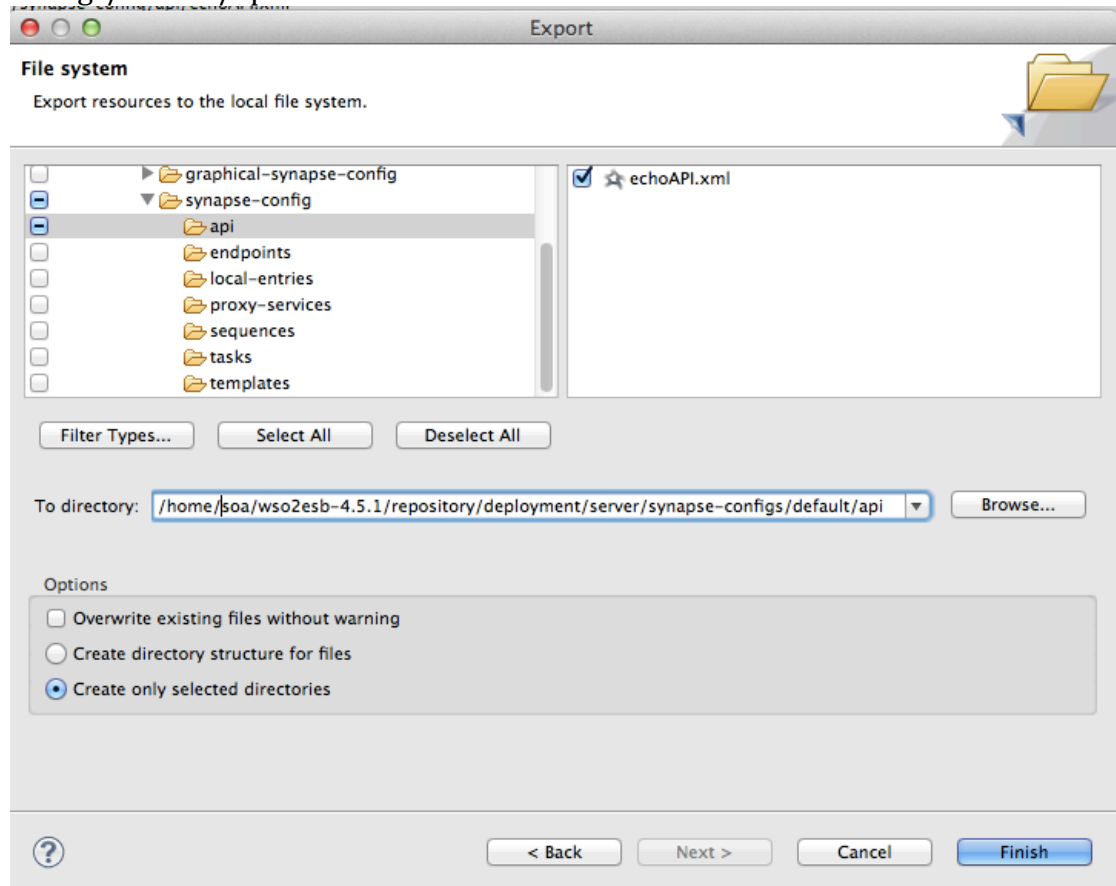 Export
File system
Export resources to the local file system.
graphical-synapse-config
synapse-config
api
endpoints
local-entries
proxy-services
sequences
tasks
templates
echoAPI.xml
Filter Types... Select All Deselect All
To directory: /home/soa/wso2esb-4.5.1/repository/deployment/server/synapse-configs/default/api Browse...
Options
Overwrite existing files without warning
Create directory structure for files
Create only selected directories
? < Back Next > Cancel Finish